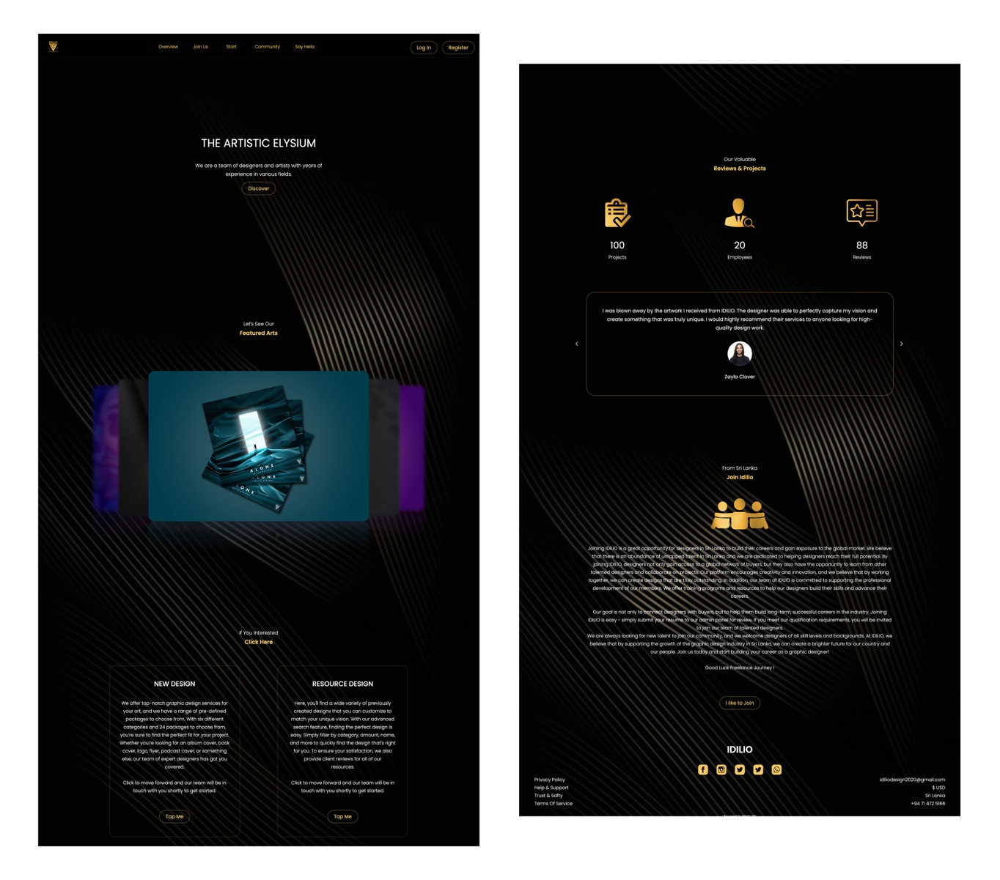 IDILIO
Overview
Join Us
Start
Community
Say Hello
Log In
Register
THE ARTISTIC ELYSIUM
We are a team of designers and artists with years of
experience in various fields.
Discover
Let's See Our
Featured Arts
ALONE
If You Interested
Click Here
NEW DESIGN
We offer top-notch graphic design services for
your art, and we have a range of pre-defined
packages to choose from. With six different
categories and 24 packages to choose from,
you're sure to find the perfect fit for your project.
Whether you're looking for an album cover, book
cover, logo, flyer, podcast cover, or something
else, our team of expert designers has got you
covered.
Click to move forward and our team will be in
touch with you shortly to get started.
Tap Me
RESOURCE DESIGN
Here, you'll find a wide variety of previously
created designs that you can customize to
match your unique vision. With our advanced
search feature, finding the perfect design is
easy. Simply filter by category, amount, name,
and more to quickly find the design that's right
for you. To ensure your satisfaction, we also
provide client reviews for all of our
resources.
Click to move forward and our team will be in
touch with you shortly to get started.
Tap Me
Our Valuable
Reviews & Projects
100
Projects
20
Employees
88
Reviews
I was blown away by the artwork I received from IDILIO. The designer was able to perfectly capture my vision and
create something that was truly unique. I would highly recommend their services to anyone looking for high-
quality design work.
Zayla Clover
From Sri Lanka
Join Idilio
Joining IDILIO is a great opportunity for designers in Sri Lanka to build their careers and gain exposure to the global market. We believe
that there is an abundance of untapped talent in Sri Lanka and we are dedicated to helping designers reach their full potential. By
joining IDILIO, designers not only gain access to a global network of buyers, but they also have the opportunity to learn from other
talented designers and collaborate on projects. Our platform encourages creativity and innovation, and we believe that by working
together, we can create designs that are truly outstanding. In addition, our team at IDILIO is committed to supporting the professional
development of our members. We offer training programs and resources to help our designers build their skills and advance their
careers.
Our goal is not only to connect designers with buyers, but to help them build long-term, successful careers in the industry. Joining
IDILIO is easy - simply submit your resume to our admin panel for review. If you meet our qualification requirements, you will be invited
to join our team of talented designers.
We are always looking for new talent to join our community, and we welcome designers of all skill levels and backgrounds. At IDILIO, we
believe that by supporting the growth of the graphic design industry in Sri Lanka, we can create a brighter future for our country and
our people. Join us today and start building your career as a graphic designer!
Good Luck Freelance Journey !
I like to Join
IDILIO
Privacy Policy
Help & Support
Trust & Safty
Terms Of Service
idiliodesign2020@gmail.com
$ USD
Sri Lanka
+94 71 472 5166